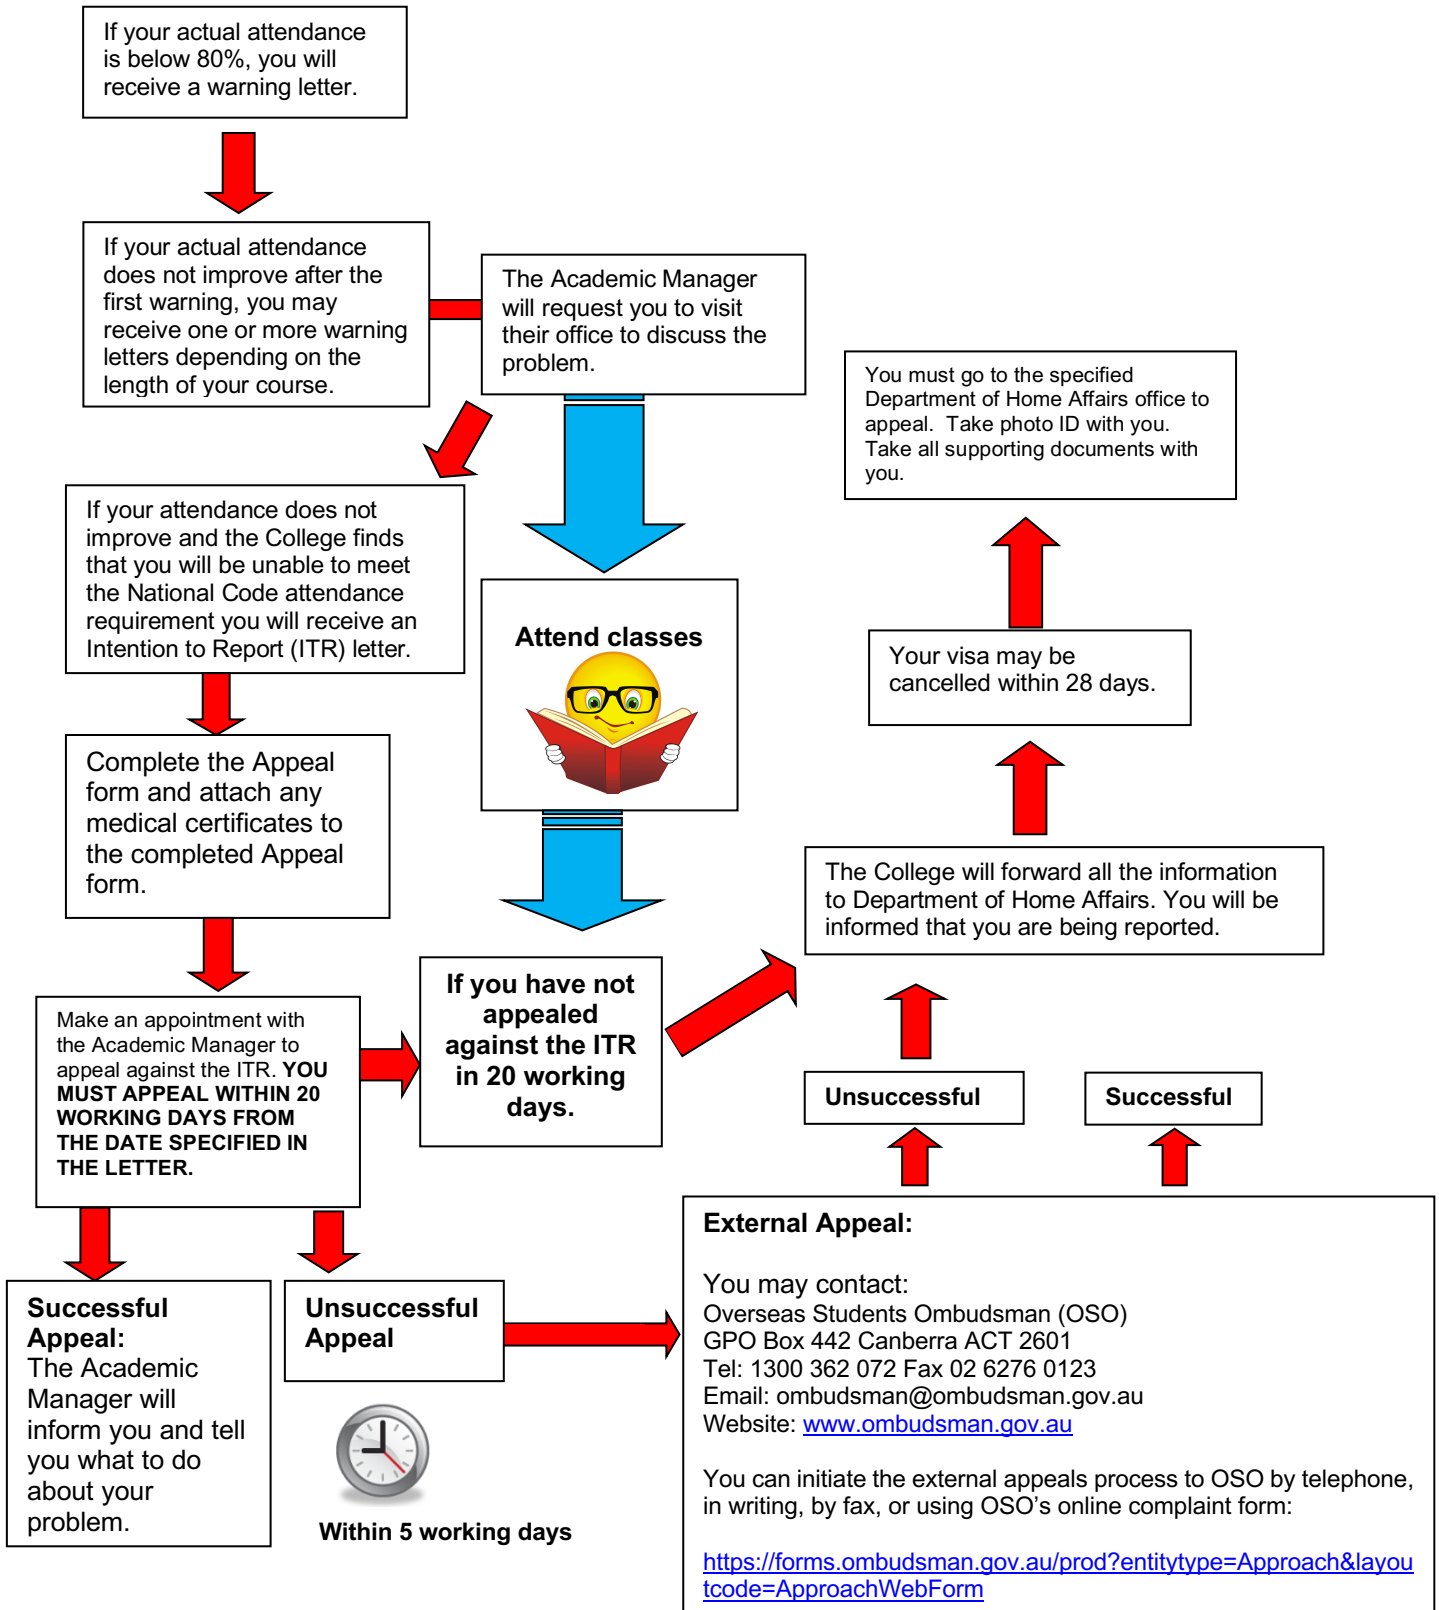 If your actual attendance
is below 80%, you will
receive a warning letter.
If your actual attendance
does not improve after the
first warning, you may
receive one or more warning
letters depending on the
length of your course.
The Academic Manager
will request you to visit
their office to discuss the
problem.
You must go to the specified
Department of Home Affairs office to
appeal. Take photo ID with you.
Take all supporting documents with
you.
If your attendance does not
improve and the College finds
that you will be unable to meet
the National Code attendance
requirement you will receive an
Intention to Report (ITR) letter.
Attend classes
Your visa may be
cancelled within 28 days.
Complete the Appeal
form and attach any
medical certificates to
the completed Appeal
form.
The College will forward all the information
to Department of Home Affairs. You will be
informed that you are being reported.
If you have not
appealed
against the ITR
in 20 working
days.
Make an appointment with
the Academic Manager to
appeal against the ITR. YOU
MUST APPEAL WITHIN 20
WORKING DAYS FROM
THE DATE SPECIFIED IN
THE LETTER.
Unsuccessful
Successful
Successful
Appeal:
The Academic
Manager will
inform you and tell
you what to do
about your
problem.
Unsuccessful
Appeal
Within 5 working days
External Appeal:
You may contact:
Overseas Students Ombudsman (OSO)
GPO Box 442 Canberra ACT 2601
Tel: 1300 362 072 Fax 02 6276 0123
Email: ombudsman@ombudsman.gov.au
Website: www.ombudsman.gov.au
You can initiate the external appeals process to OSO by telephone,
in writing, by fax, or using OSO’s online complaint form:
https://forms.ombudsman.gov.au/prod?entitytype=Approach&layou
tcode=ApproachWebForm